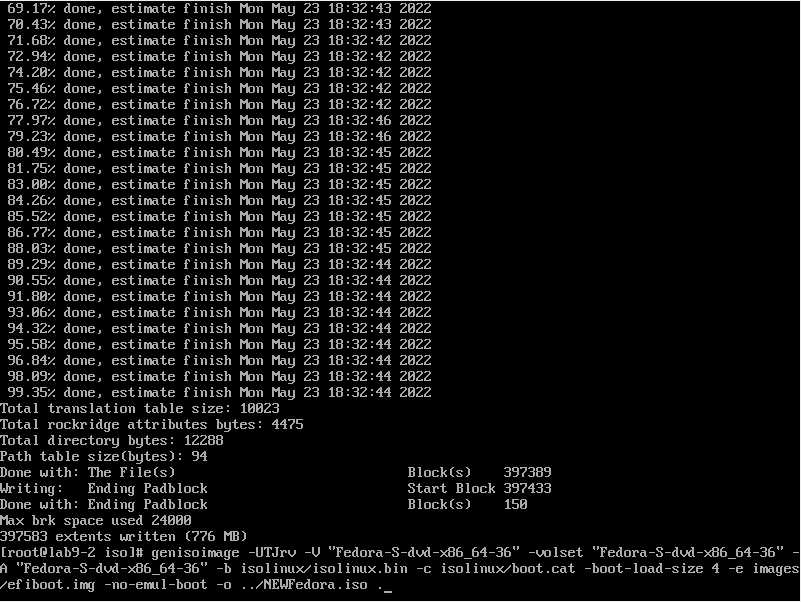 69.17% done, estimate finish Mon May 23 18:32:43 2022
70.43% done, estimate finish Mon May 23 18:32:43 2022
71.68% done, estimate finish Mon May 23 18:32:42 2022
72.94% done, estimate finish Mon May 23 18:32:42 2022
74.20% done, estimate finish Mon May 23 18:32:42 2022
75.46% done, estimate finish Mon May 23 18:32:42 2022
76.72% done, estimate finish Mon May 23 18:32:42 2022
77.97% done, estimate finish Mon May 23 18:32:46 2022
79.23% done, estimate finish Mon May 23 18:32:46 2022
80.49% done, estimate finish Mon May 23 18:32:45 2022
81.75% done, estimate finish Mon May 23 18:32:45 2022
83.00% done, estimate finish Mon May 23 18:32:45 2022
84.26% done, estimate finish Mon May 23 18:32:45 2022
85.52% done, estimate finish Mon May 23 18:32:45 2022
86.77% done, estimate finish Mon May 23 18:32:45 2022
88.03% done, estimate finish Mon May 23 18:32:45 2022
89.29% done, estimate finish Mon May 23 18:32:44 2022
90.55% done, estimate finish Mon May 23 18:32:44 2022
91.80% done, estimate finish Mon May 23 18:32:44 2022
93.06% done, estimate finish Mon May 23 18:32:44 2022
94.32% done, estimate finish Mon May 23 18:32:44 2022
95.58% done, estimate finish Mon May 23 18:32:44 2022
96.84% done, estimate finish Mon May 23 18:32:44 2022
98.09% done, estimate finish Mon May 23 18:32:44 2022
99.35% done, estimate finish Mon May 23 18:32:44 2022
Total translation table size: 10023
Total rockridge attributes bytes: 4475
Total directory bytes: 12288
Path table size(bytes): 94
Done with: The File(s)                             Block(s)    397389
Writing:   Ending Padblock                         Start Block 397433
Done with: Ending Padblock                         Block(s)    150
Max brk space used 24000
397583 extents written (776 MB)
[root@lab9-2 iso]# genisoimage -UTJrv -V "Fedora-S-dvd-x86_64-36" -volset "Fedora-S-dvd-x86_64-36" -
A "Fedora-S-dvd-x86_64-36" -b isolinux/isolinux.bin -c isolinux/boot.cat -boot-load-size 4 -e images
/efiboot.img -no-emul-boot -o ../NEWFedora.iso ._